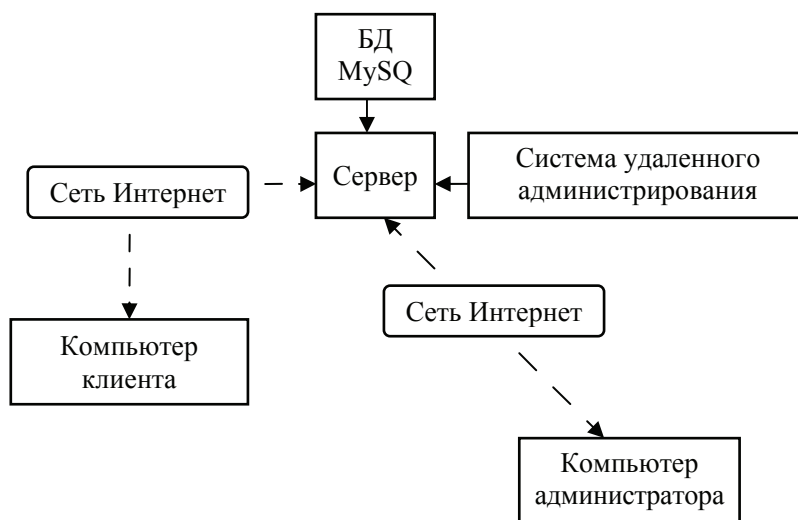 БД
MySQ
Сервер
Система удаленного
администрирования
Сеть Интернет
Сеть Интернет
Компьютер
клиента
Компьютер
администратора